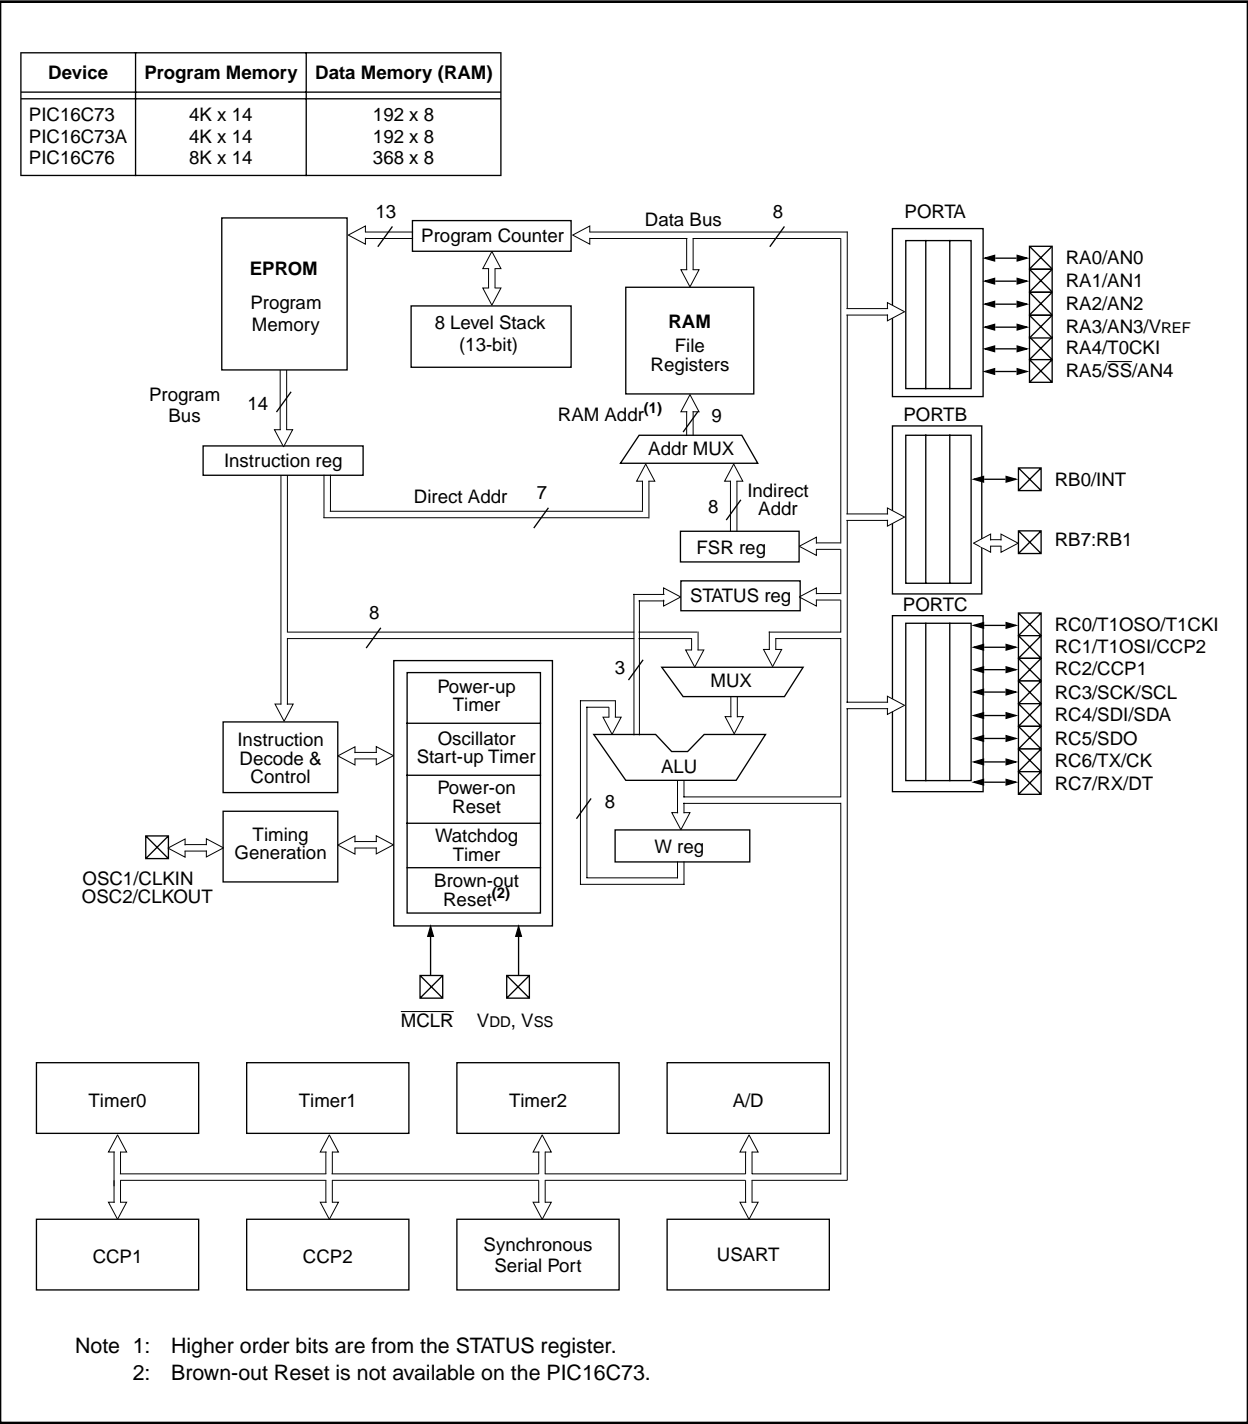 Device Program Memory Data Memory (RAM)
PIC16C73 4K x 14 192 x 8
PIC16C73A 4K x 14 192 x 8
PIC16C76 8K x 14 368 x 8
EPROM
Program
Memory
13
Program Counter
8 Level Stack
(13-bit)
Data Bus
8
RAM
File
Registers
PORTA
RA0/AN0
RA1/AN1
RA2/AN2
RA3/AN3/VREF
RA4/T0CKI
RA5/SS/AN4
Program
Bus
14
Instruction reg
RAM Addr(1)
9
Addr MUX
Direct Addr
7
8
Indirect
Addr
FSR reg
STATUS reg
PORTB
RB0/INT
RB7:RB1
PORTC
RC0/T1OSO/T1CKI
RC1/T1OSI/CCP2
RC2/CCP1
RC3/SCK/SCL
RC4/SDI/SDA
RC5/SDO
RC6/TX/CK
RC7/RX/DT
8
3
MUX
ALU
8
W reg
Instruction
Decode &
Control
Timing
Generation
OSC1/CLKIN
OSC2/CLKOUT
Power-up
Timer
Oscillator
Start-up Timer
Power-on
Reset
Watchdog
Timer
Brown-out
Reset(2)
MCLR
VDD, VSS
Timer0
Timer1
Timer2
A/D
CCP1
CCP2
Synchronous
Serial Port
USART
Note 1: Higher order bits are from the STATUS register.
2: Brown-out Reset is not available on the PIC16C73.